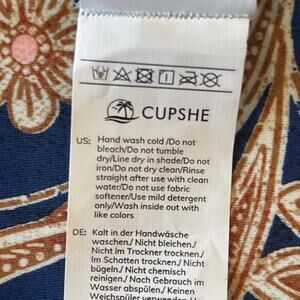 CUPSHE
US: Hand wash cold /Do not
bleach/Do not tumble
dry/Line dry in shade/Do not
iron/Do not dry clean/Rinse
straight after use with clean
water/Do not use fabric
softener/Use mild detergent
only/Wash inside out with
like colors
DE: Kalt in der Handwäsche
waschen./ Nicht bleichen./
Nicht im Trockner trocknen./
Im Schatten trocknen./ Nicht
bügeln./ Nicht chemisch
reinigen./ Nach Gebrauch im
Wasser abspülen./ Keinen
Weichspüler verwenden./